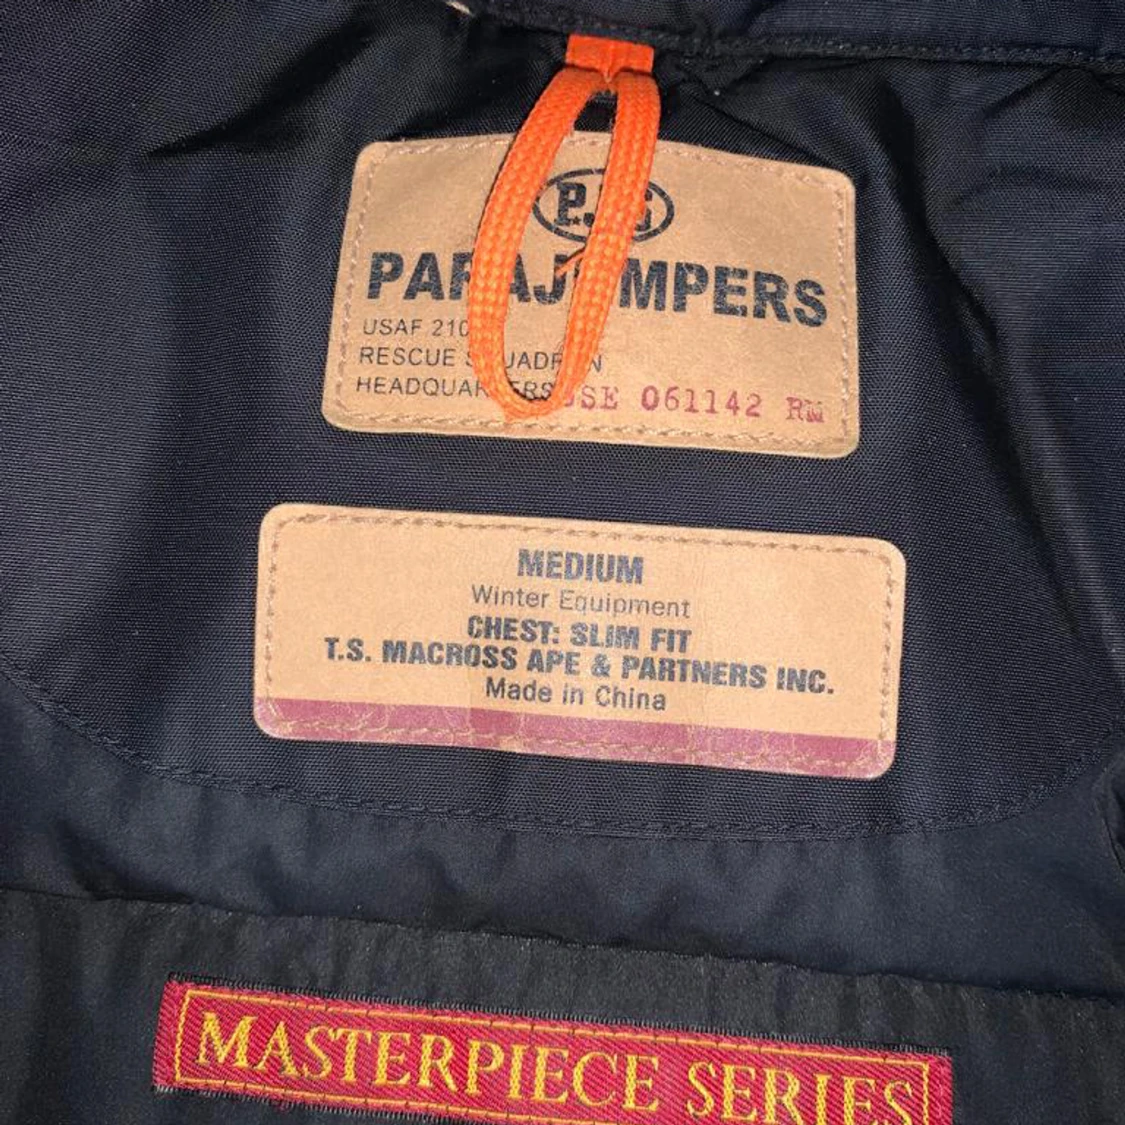 PARAJUMPERS
USAF 210
RESCUE SQUADRON
HEADQUARTERS 061142 RM
MEDIUM
Winter Equipment
CHEST: SLIM FIT
T.S. MACROSS APE & PARTNERS INC.
Made in China
MASTERPIECE SERIES